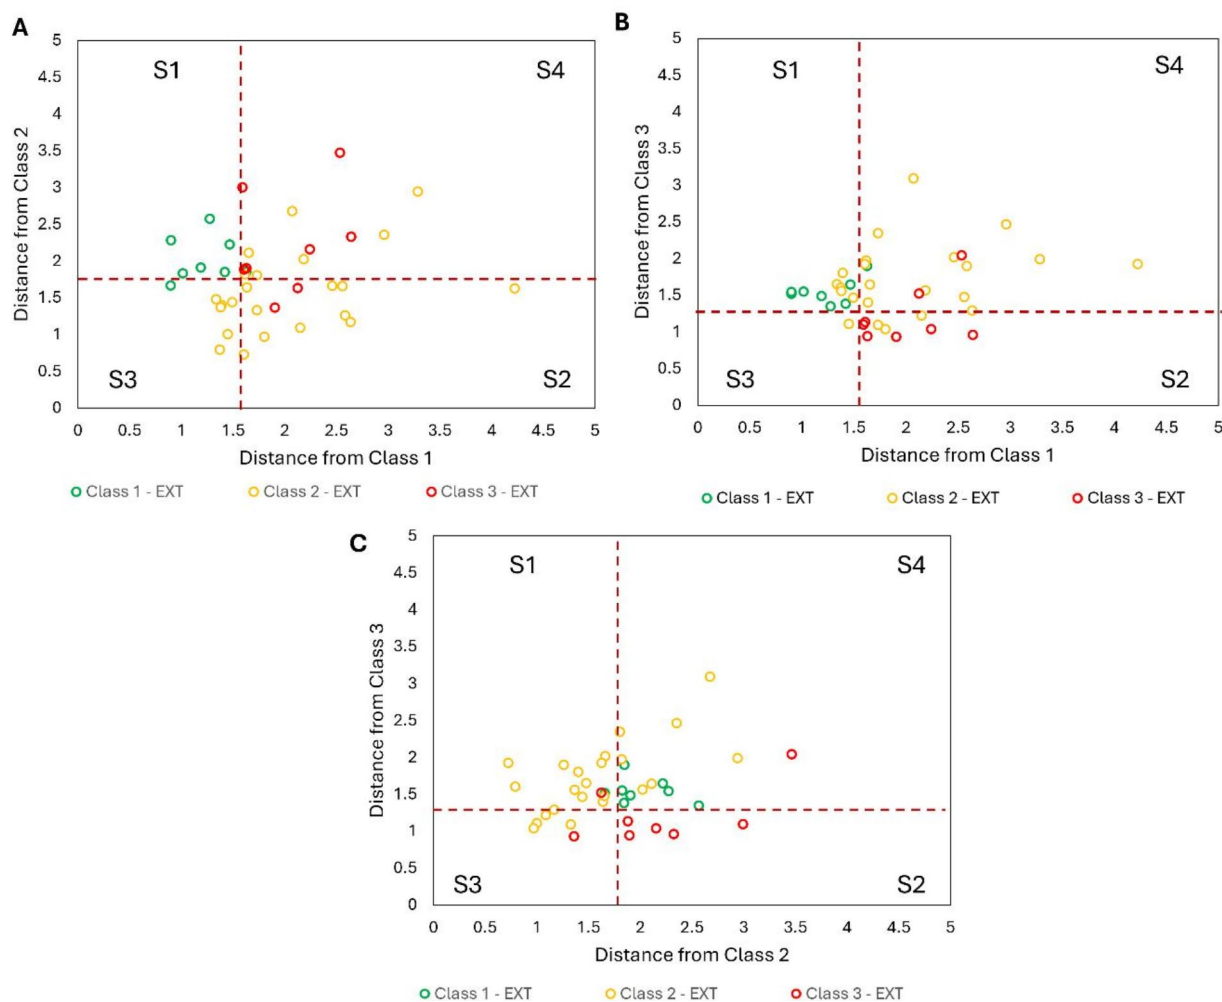 A
5
4.5
4
3.5
3
2.5
2
1.5
1
0.5
0
Distance from Class 2
S1
S4
S3
S2
0 0.5 1 1.5 2 2.5 3 3.5 4 4.5 5
Distance from Class 1
Class 1 - EXT Class 2 - EXT Class 3 - EXT
B
5
4.5
4
3.5
3
2.5
2
1.5
1
0.5
0
Distance from Class 3
S1
S4
S3
S2
0 0.5 1 1.5 2 2.5 3 3.5 4 4.5 5
Distance from Class 1
Class 1 - EXT Class 2 - EXT Class 3 - EXT
C
5
4.5
4
3.5
3
2.5
2
1.5
1
0.5
0
Distance from Class 3
S1
S4
S3
S2
0 0.5 1 1.5 2 2.5 3 3.5 4 4.5 5
Distance from Class 2
Class 1 - EXT Class 2 - EXT Class 3 - EXT